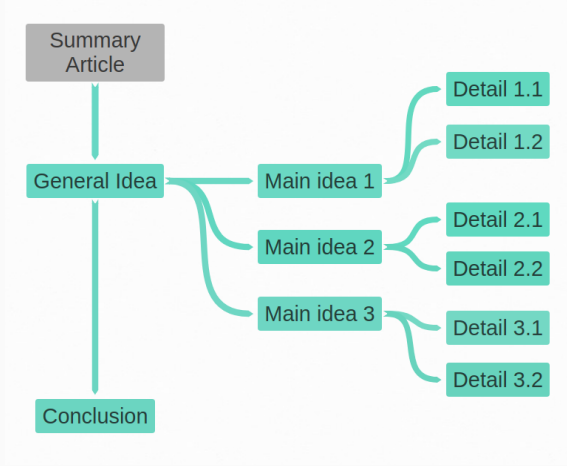 Summary
Article
General Idea
Main idea 1
Main idea 2
Main idea 3
Detail 1.1
Detail 1.2
Detail 2.1
Detail 2.2
Detail 3.1
Detail 3.2
Conclusion